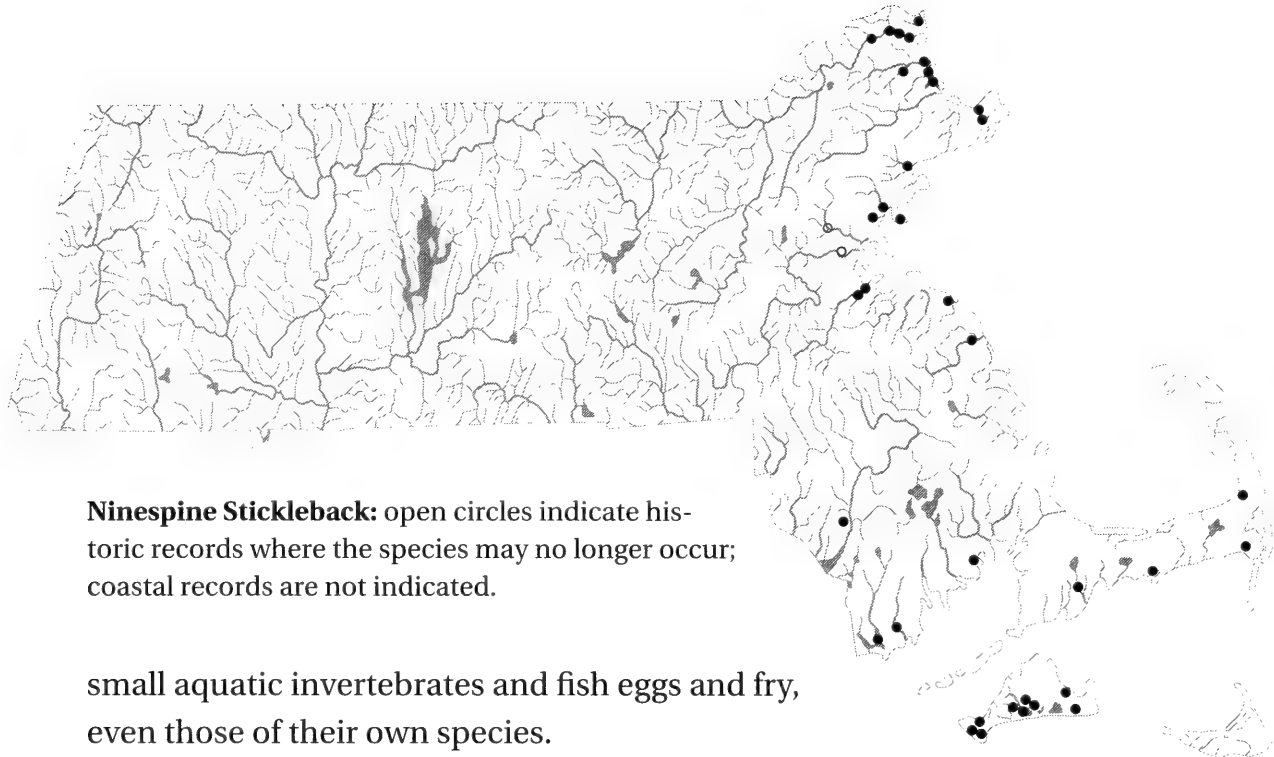 Ninespine Stickleback: open circles indicate his-
toric records where the species may no longer occur;
coastal records are not indicated.
small aquatic invertebrates and fish eggs and fry,
even those of their own species.